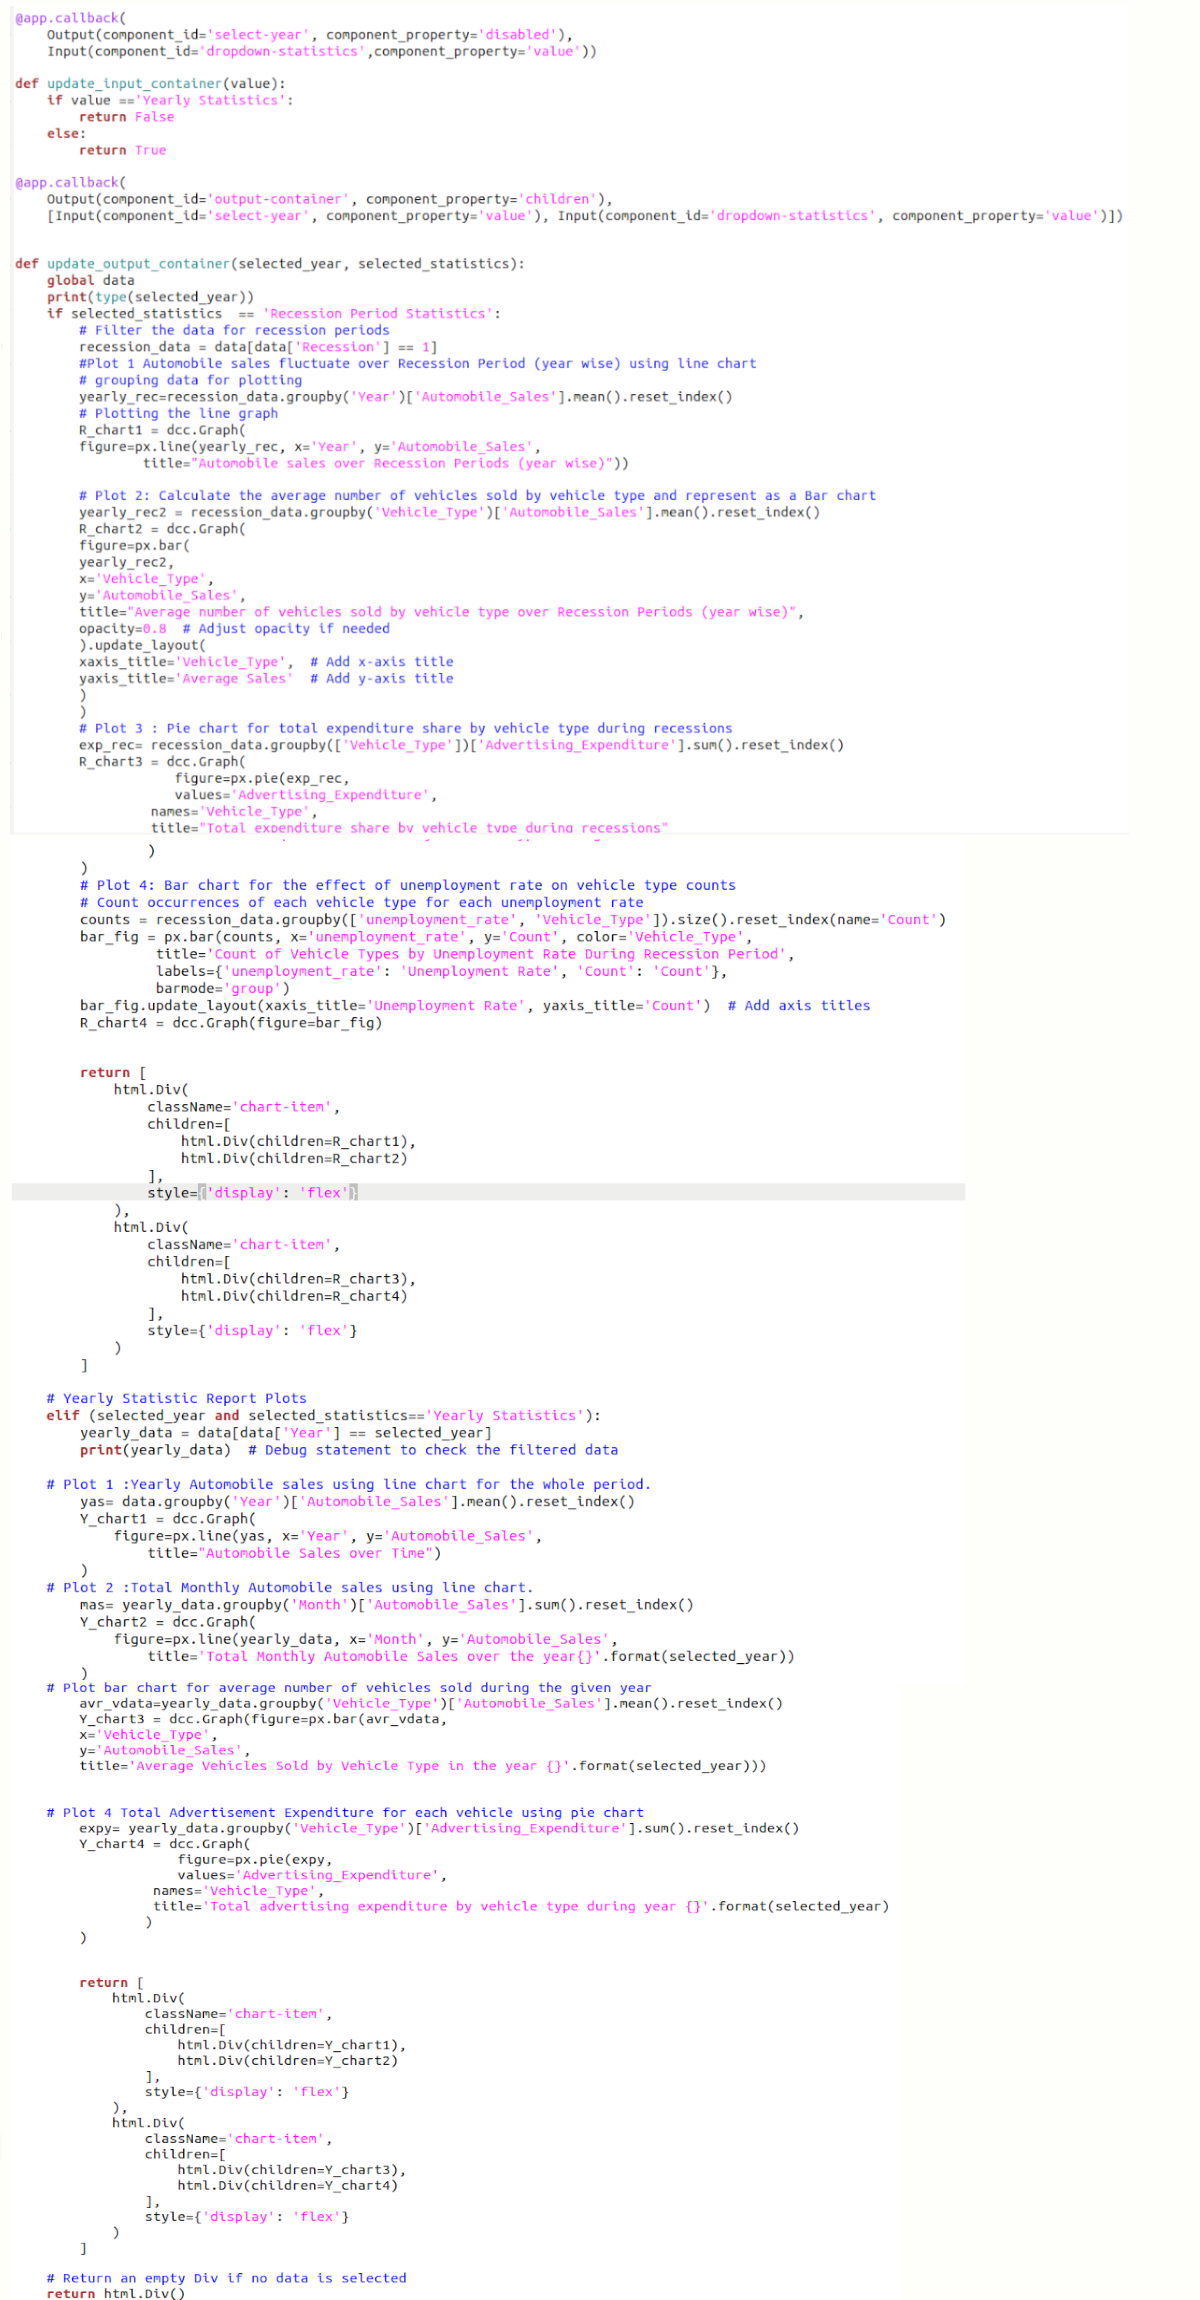 @app.callback(
    Output(component_id='select-year', component_property='disabled'),
    Input(component_id='dropdown-statistics',component_property='value'))

def update_input_container(value):
    if value =='Yearly Statistics':
        return False
    else:
        return True

@app.callback(
    Output(component_id='output-container', component_property='children'),
    [Input(component_id='select-year', component_property='value'), Input(component_id='dropdown-statistics', component_property='value')])


def update_output_container(selected_year, selected_statistics):
    global data
    print(type(selected_year))
    if selected_statistics  == 'Recession Period Statistics':
        # Filter the data for recession periods
        recession_data = data[data['Recession'] == 1]
        #Plot 1 Automobile sales fluctuate over Recession Period (year wise) using line chart
        # grouping data for plotting
        yearly_rec=recession_data.groupby('Year')['Automobile_Sales'].mean().reset_index()
        # Plotting the line graph
        R_chart1 = dcc.Graph(
        figure=px.line(yearly_rec, x='Year', y='Automobile_Sales',
                title="Automobile sales over Recession Periods (year wise)"))

        # Plot 2: Calculate the average number of vehicles sold by vehicle type and represent as a Bar chart
        yearly_rec2 = recession_data.groupby('Vehicle_Type')['Automobile_Sales'].mean().reset_index()
        R_chart2 = dcc.Graph(
        figure=px.bar(
        yearly_rec2,
        x='Vehicle_Type',
        y='Automobile_Sales',
        title="Average number of vehicles sold by vehicle type over Recession Periods (year wise)",
        opacity=0.8  # Adjust opacity if needed
        ).update_layout(
        xaxis_title='Vehicle_Type',  # Add x-axis title
        yaxis_title='Average Sales'  # Add y-axis title
        )
        )
        # Plot 3 : Pie chart for total expenditure share by vehicle type during recessions
        exp_rec= recession_data.groupby(['Vehicle_Type'])['Advertising_Expenditure'].sum().reset_index()
        R_chart3 = dcc.Graph(
                    figure=px.pie(exp_rec,
                    values='Advertising_Expenditure',
                 names='Vehicle_Type',
                 title="Total expenditure share by vehicle type during recessions"
                )
        )
        # Plot 4: Bar chart for the effect of unemployment rate on vehicle type counts
        # Count occurrences of each vehicle type for each unemployment rate
        counts = recession_data.groupby(['unemployment_rate', 'Vehicle_Type']).size().reset_index(name='Count')
        bar_fig = px.bar(counts, x='unemployment_rate', y='Count', color='Vehicle_Type',
                 title='Count of Vehicle Types by Unemployment Rate During Recession Period',
                 labels={'unemployment_rate': 'Unemployment Rate', 'Count': 'Count'},
                 barmode='group')
        bar_fig.update_layout(xaxis_title='Unemployment Rate', yaxis_title='Count')  # Add axis titles
        R_chart4 = dcc.Graph(figure=bar_fig)


        return [
            html.Div(
                className='chart-item',
                children=[
                    html.Div(children=R_chart1),
                    html.Div(children=R_chart2)
                ],
                style={'display': 'flex'}
            ),
            html.Div(
                className='chart-item',
                children=[
                    html.Div(children=R_chart3),
                    html.Div(children=R_chart4)
                ],
                style={'display': 'flex'}
            )
        ]

    # Yearly Statistic Report Plots
    elif (selected_year and selected_statistics=='Yearly Statistics'):
        yearly_data = data[data['Year'] == selected_year]
        print(yearly_data)  # Debug statement to check the filtered data

    # Plot 1 :Yearly Automobile sales using line chart for the whole period.
        yas= data.groupby('Year')['Automobile_Sales'].mean().reset_index()
        Y_chart1 = dcc.Graph(
            figure=px.line(yas, x='Year', y='Automobile_Sales',
                title="Automobile Sales over Time")
        )
    # Plot 2 :Total Monthly Automobile sales using line chart.
        mas= yearly_data.groupby('Month')['Automobile_Sales'].sum().reset_index()
        Y_chart2 = dcc.Graph(
            figure=px.line(yearly_data, x='Month', y='Automobile_Sales',
                title='Total Monthly Automobile Sales over the year{}'.format(selected_year))
        )
    # Plot bar chart for average number of vehicles sold during the given year
        avr_vdata=yearly_data.groupby('Vehicle_Type')['Automobile_Sales'].mean().reset_index()
        Y_chart3 = dcc.Graph(figure=px.bar(avr_vdata,
        x='Vehicle_Type',
        y='Automobile_Sales',
        title='Average Vehicles Sold by Vehicle Type in the year {}'.format(selected_year)))


    # Plot 4 Total Advertisement Expenditure for each vehicle using pie chart
        expy= yearly_data.groupby('Vehicle_Type')['Advertising_Expenditure'].sum().reset_index()
        Y_chart4 = dcc.Graph(
                    figure=px.pie(expy,
                    values='Advertising_Expenditure',
                 names='Vehicle_Type',
                 title='Total advertising expenditure by vehicle type during year {}'.format(selected_year)
                )
        )


        return [
            html.Div(
                className='chart-item',
                children=[
                    html.Div(children=Y_chart1),
                    html.Div(children=Y_chart2)
                ],
                style={'display': 'flex'}
            ),
            html.Div(
                className='chart-item',
                children=[
                    html.Div(children=Y_chart3),
                    html.Div(children=Y_chart4)
                ],
                style={'display': 'flex'}
            )
        ]

    # Return an empty Div if no data is selected
    return html.Div()